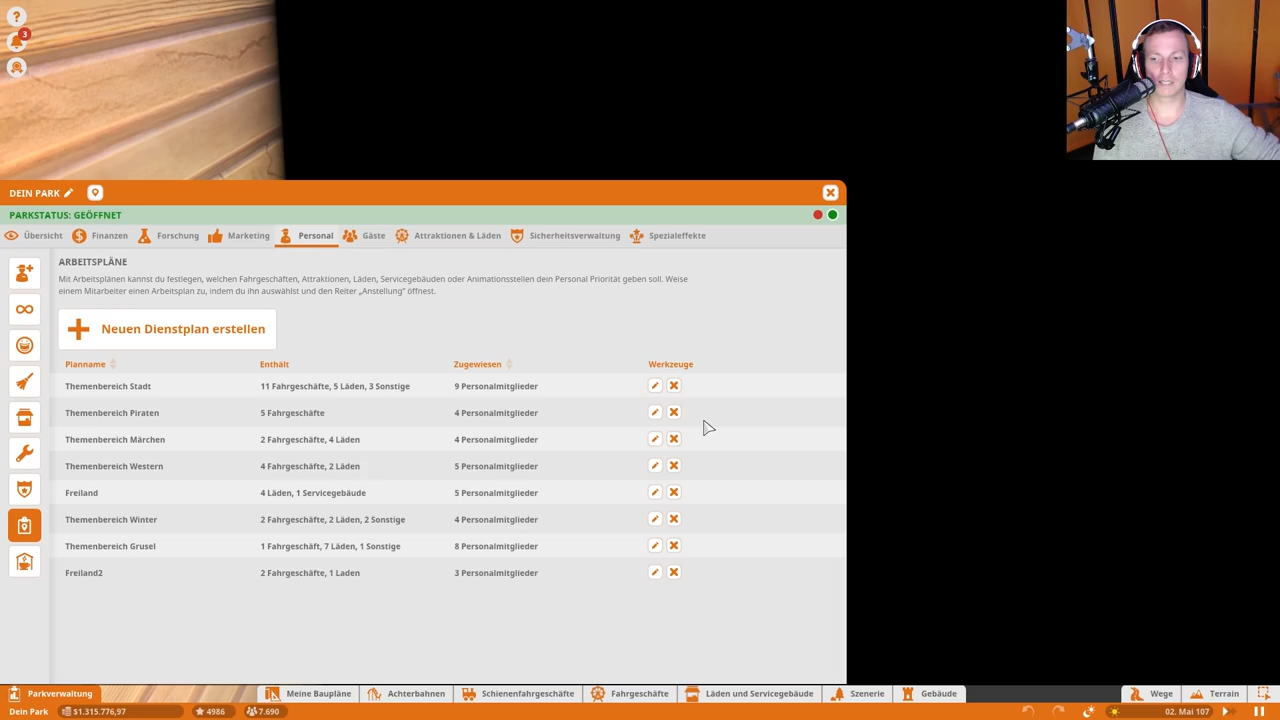 3
DEIN PARK
PARKSTATUS: GEÖFFNET
Übersicht Finanzen Forschung Marketing Personal Gäste Attraktionen & Läden Sicherheitsverwaltung Spezialeffekte
ARBEITSPLÄNE
Mit Arbeitsplänen kannst du festlegen, welchen Fahrgeschäften, Attraktionen, Läden, Servicegebäuden oder Animationsstellen dein Personal Priorität geben soll. Weise
einem Mitarbeiter einen Arbeitsplan zu, indem du ihn auswählst und den Reiter „Anstellung" öffnest.
Neuen Dienstplan erstellen
Planname Enthält Zugewiesen Werkzeuge
Themenbereich Stadt 11 Fahrgeschäfte, 5 Läden, 3 Sonstige 9 Personalmitglieder
Themenbereich Piraten 5 Fahrgeschäfte 4 Personalmitglieder
Themenbereich Märchen 2 Fahrgeschäfte, 4 Läden 4 Personalmitglieder
Themenbereich Western 4 Fahrgeschäfte, 2 Läden 5 Personalmitglieder
Freiland 4 Läden, 1 Servicegebäude 5 Personalmitglieder
Themenbereich Winter 2 Fahrgeschäfte, 2 Läden, 2 Sonstige 4 Personalmitglieder
Themenbereich Grusel 1 Fahrgeschäft, 7 Läden, 1 Sonstige 8 Personalmitglieder
Freiland2 2 Fahrgeschäfte, 1 Laden 3 Personalmitglieder
Parkverwaltung Meine Baupläne Achterbahnen Schienenfahrgeschäfte Fahrgeschäfte Läden und Servicegebäude Szenerie Gebäude Wege Terrain
Dein Park $1.315.776,97 4986 7.690 02. Mai 107